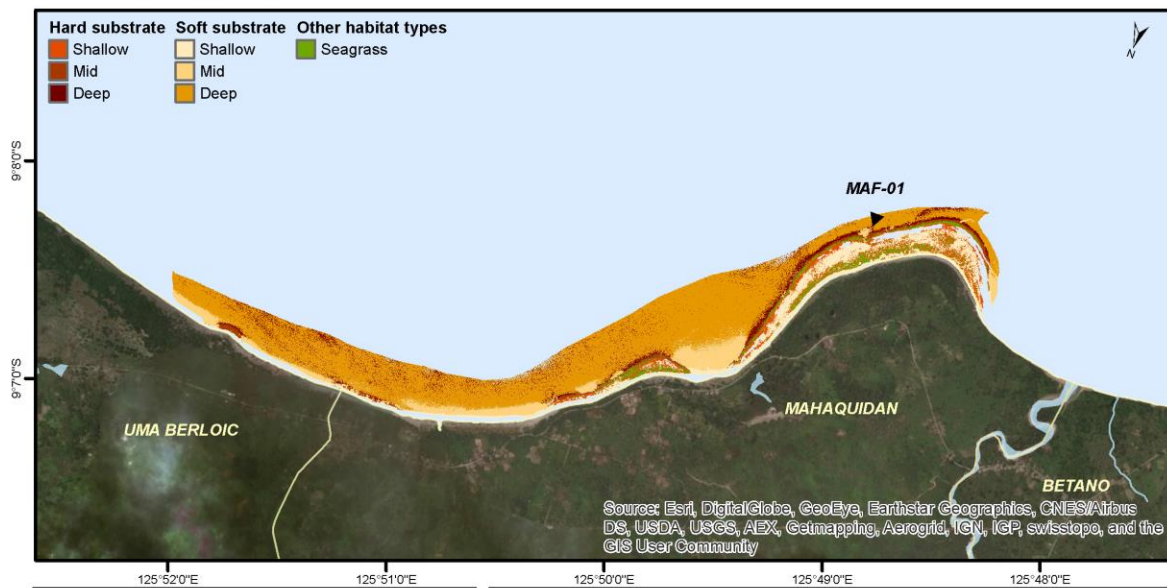 Hard substrate Soft substrate Other habitat types
Shallow Shallow Seagrass
Mid Mid
Deep Deep
N
9°8'0"S
MAF-01
9°7'0"S
MAHAQUIDAN
UMA BERLOIC
BETANO
Source: Esri, DigitalGlobe, GeoEye, Earthstar Geographics, CNES/Airbus
DS, USDA, USGS, AEX, Getmapping, Aerogrid, IGN, IGP, swisstopo, and the
GIS User Community
125°52'0"E 125°51'0"E 125°50'0"E 125°49'0"E 125°48'0"E